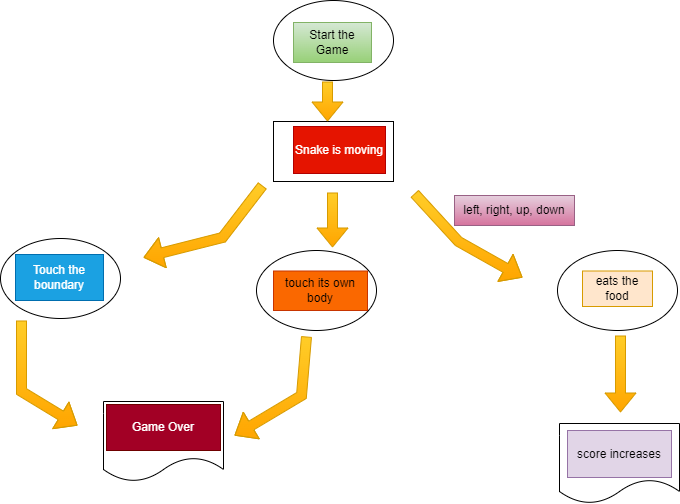 Start the
Game
Snake is moving
left, right, up, down
Touch the
boundary
touch its own
body
eats the
food
Game Over
score increases